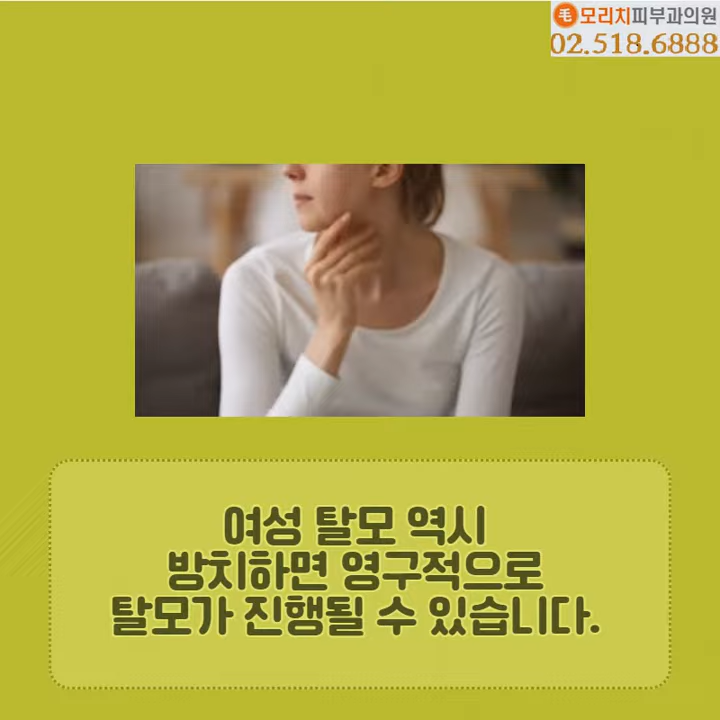 毛 모리치피부과의원
02.518.6888
여성 탈모 역시
방치하면 영구적으로
탈모가 진행될 수 있습니다.